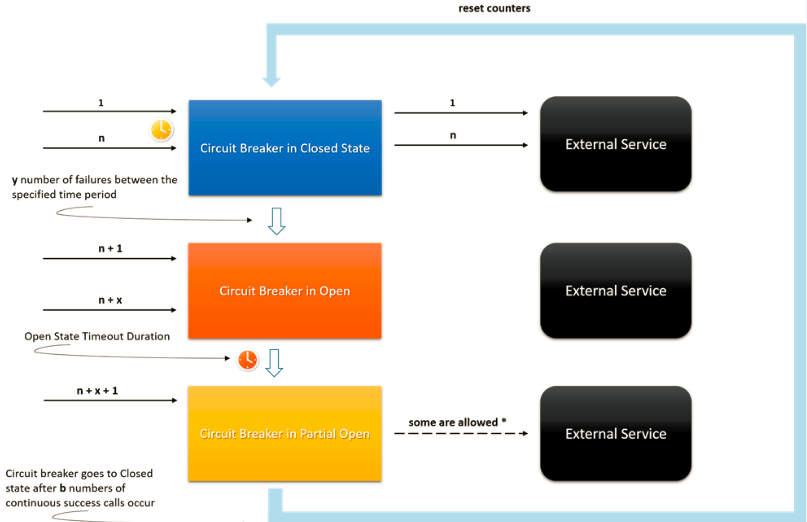 reset counters
1
n
Circuit Breaker in Closed State
1
n
External Service
y number of failures between the
specified time period
n + 1
n + x
Circuit Breaker in Open
External Service
Open State Timeout Duration
n + x + 1
Circuit Breaker in Partial Open
some are allowed *
External Service
Circuit breaker goes to Closed
state after b numbers of
continuous success calls occur